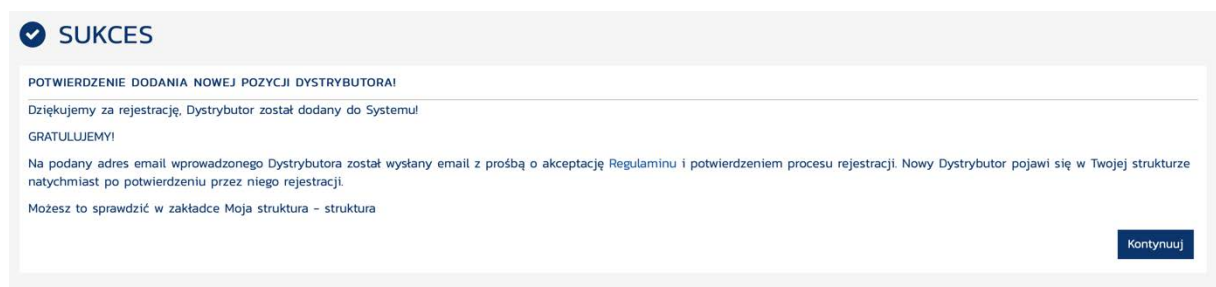 SUKCES
POTWIERDZENIE DODANIA NOWEJ POZYCJI DYSTRYBUTORA!
Dziękujemy za rejestrację, Dystrybutor został dodany do Systemu!
GRATULUJEMY!
Na podany adres email wprowadzonego Dystrybutora został wysłany email z prośbą o akceptację Regulaminu i potwierdzeniem procesu rejestracji. Nowy Dystrybutor pojawi się w Twojej strukturze
natychmiast po potwierdzeniu przez niego rejestracji.
Możesz to sprawdzić w zakładce Moja struktura - struktura
Kontynuuj